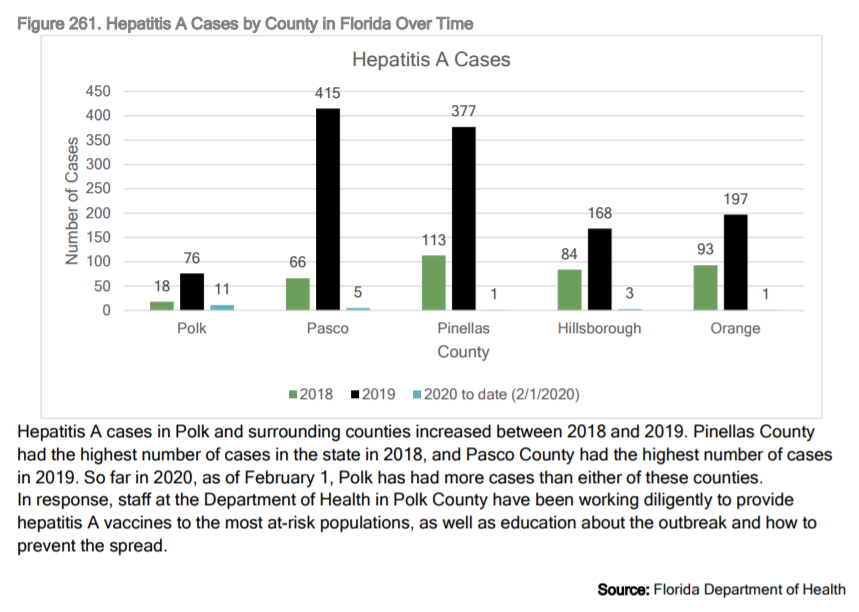 Figure 261. Hepatitis A Cases by County in Florida Over Time
Hepatitis A Cases
450
400
350
300
250
200
150
100
50
0
Number of Cases
18
76
11
66
415
5
113
377
1
84
168
3
93
197
1
Polk
Pasco
Pinellas
Hillsborough
Orange
County
2018
2019
2020 to date (2/1/2020)
Hepatitis A cases in Polk and surrounding counties increased between 2018 and 2019. Pinellas County
had the highest number of cases in the state in 2018, and Pasco County had the highest number of cases
in 2019. So far in 2020, as of February 1, Polk has had more cases than either of these counties.
In response, staff at the Department of Health in Polk County have been working diligently to provide
hepatitis A vaccines to the most at-risk populations, as well as education about the outbreak and how to
prevent the spread.
Source: Florida Department of Health